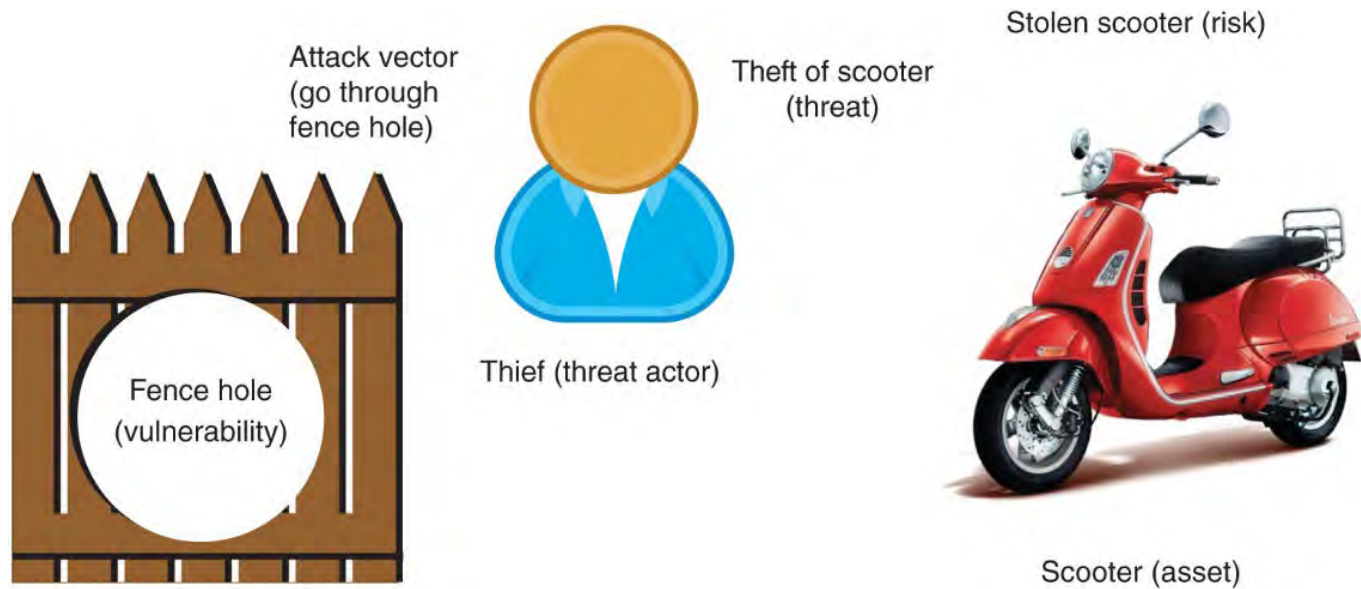 Stolen scooter (risk)
Attack vector
(go through
fence hole)
Theft of scooter
(threat)
Thief (threat actor)
Fence hole
(vulnerability)
Scooter (asset)